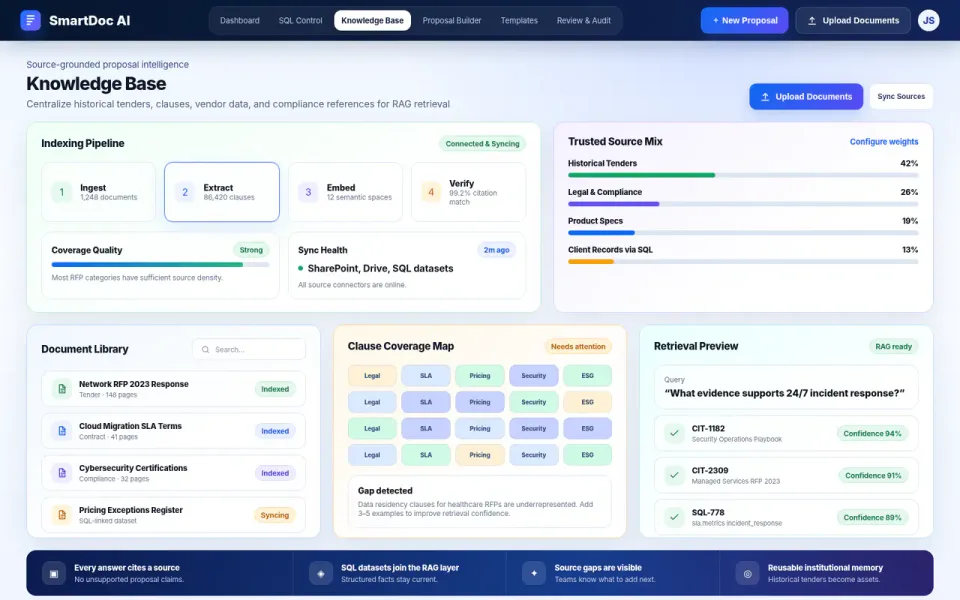 SmartDoc AI
Dashboard
SQL Control
Knowledge Base
Proposal Builder
Templates
Review & Audit
+ New Proposal
Upload Documents
JS
Source-grounded proposal intelligence
Knowledge Base
Centralize historical tenders, clauses, vendor data, and compliance references for RAG retrieval
Upload Documents
Sync Sources
Indexing Pipeline
Connected & Syncing
1
Ingest
1,248 documents
2
Extract
86,420 clauses
3
Embed
12 semantic spaces
4
Verify
99.2% citation
match
Coverage Quality
Strong
Most RFP categories have sufficient source density.
Sync Health
2m ago
SharePoint, Drive, SQL datasets
All source connectors are online.
Trusted Source Mix
Configure weights
Historical Tenders
42%
Legal & Compliance
26%
Product Specs
19%
Client Records via SQL
13%
Document Library
Search...
Network RFP 2023 Response
Tender · 148 pages
Indexed
Cloud Migration SLA Terms
Contract · 41 pages
Indexed
Cybersecurity Certifications
Compliance · 32 pages
Indexed
Pricing Exceptions Register
SQL-linked dataset
Syncing
Clause Coverage Map
Needs attention
Legal SLA Pricing Security ESG
Legal SLA Pricing Security ESG
Legal SLA Pricing Security ESG
Legal SLA Pricing Security ESG
Gap detected
Data residency clauses for healthcare RFPs are underrepresented. Add
3–5 examples to improve retrieval confidence.
Retrieval Preview
RAG ready
Query
“What evidence supports 24/7 incident response?”
CIT-1182
Security Operations Playbook
Confidence 94%
CIT-2309
Managed Services RFP 2023
Confidence 91%
SQL-778
sla.metrics incident_response
Confidence 89%
Every answer cites a source
No unsupported proposal claims.
SQL datasets join the RAG layer
Structured facts stay current.
Source gaps are visible
Teams know what to add next.
Reusable institutional memory
Historical tenders become assets.